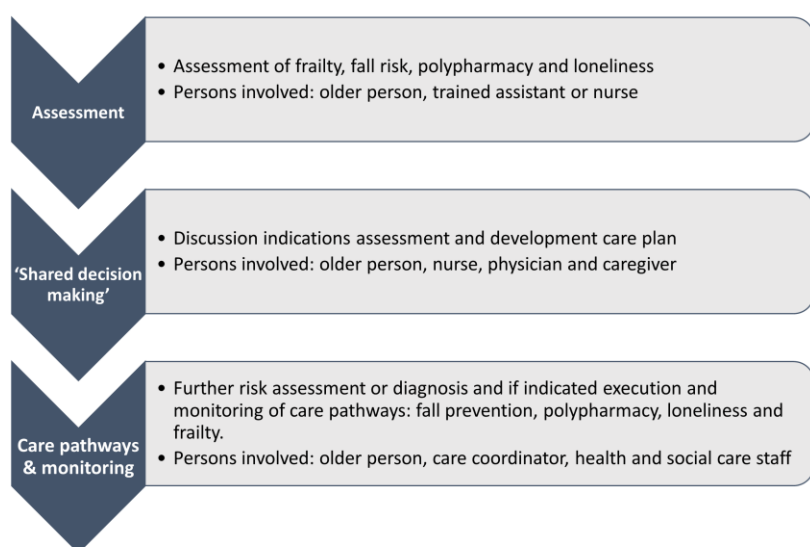 Assessment
• Assessment of frailty, fall risk, polypharmacy and loneliness
• Persons involved: older person, trained assistant or nurse
‘Shared decision
making’
• Discussion indications assessment and development care plan
• Persons involved: older person, nurse, physician and caregiver
Care pathways
& monitoring
• Further risk assessment or diagnosis and if indicated execution and
monitoring of care pathways: fall prevention, polypharmacy, loneliness and
frailty.
• Persons involved: older person, care coordinator, health and social care staff